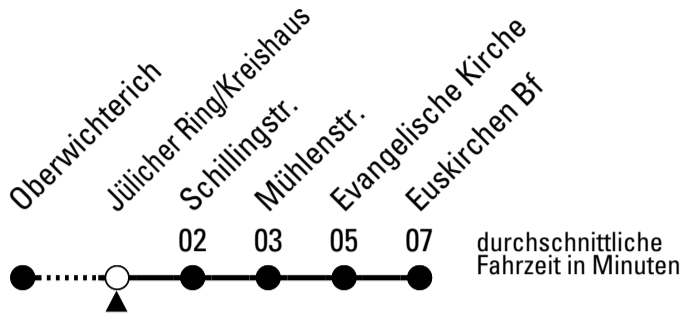 Oberwichterich
Jülicher Ring/Kreishaus
Schillingstr.
Mühlenstr.
Evangelische Kirche
Euskirchen Bf
02 03 05 07
durchschnittliche
Fahrzeit in Minuten